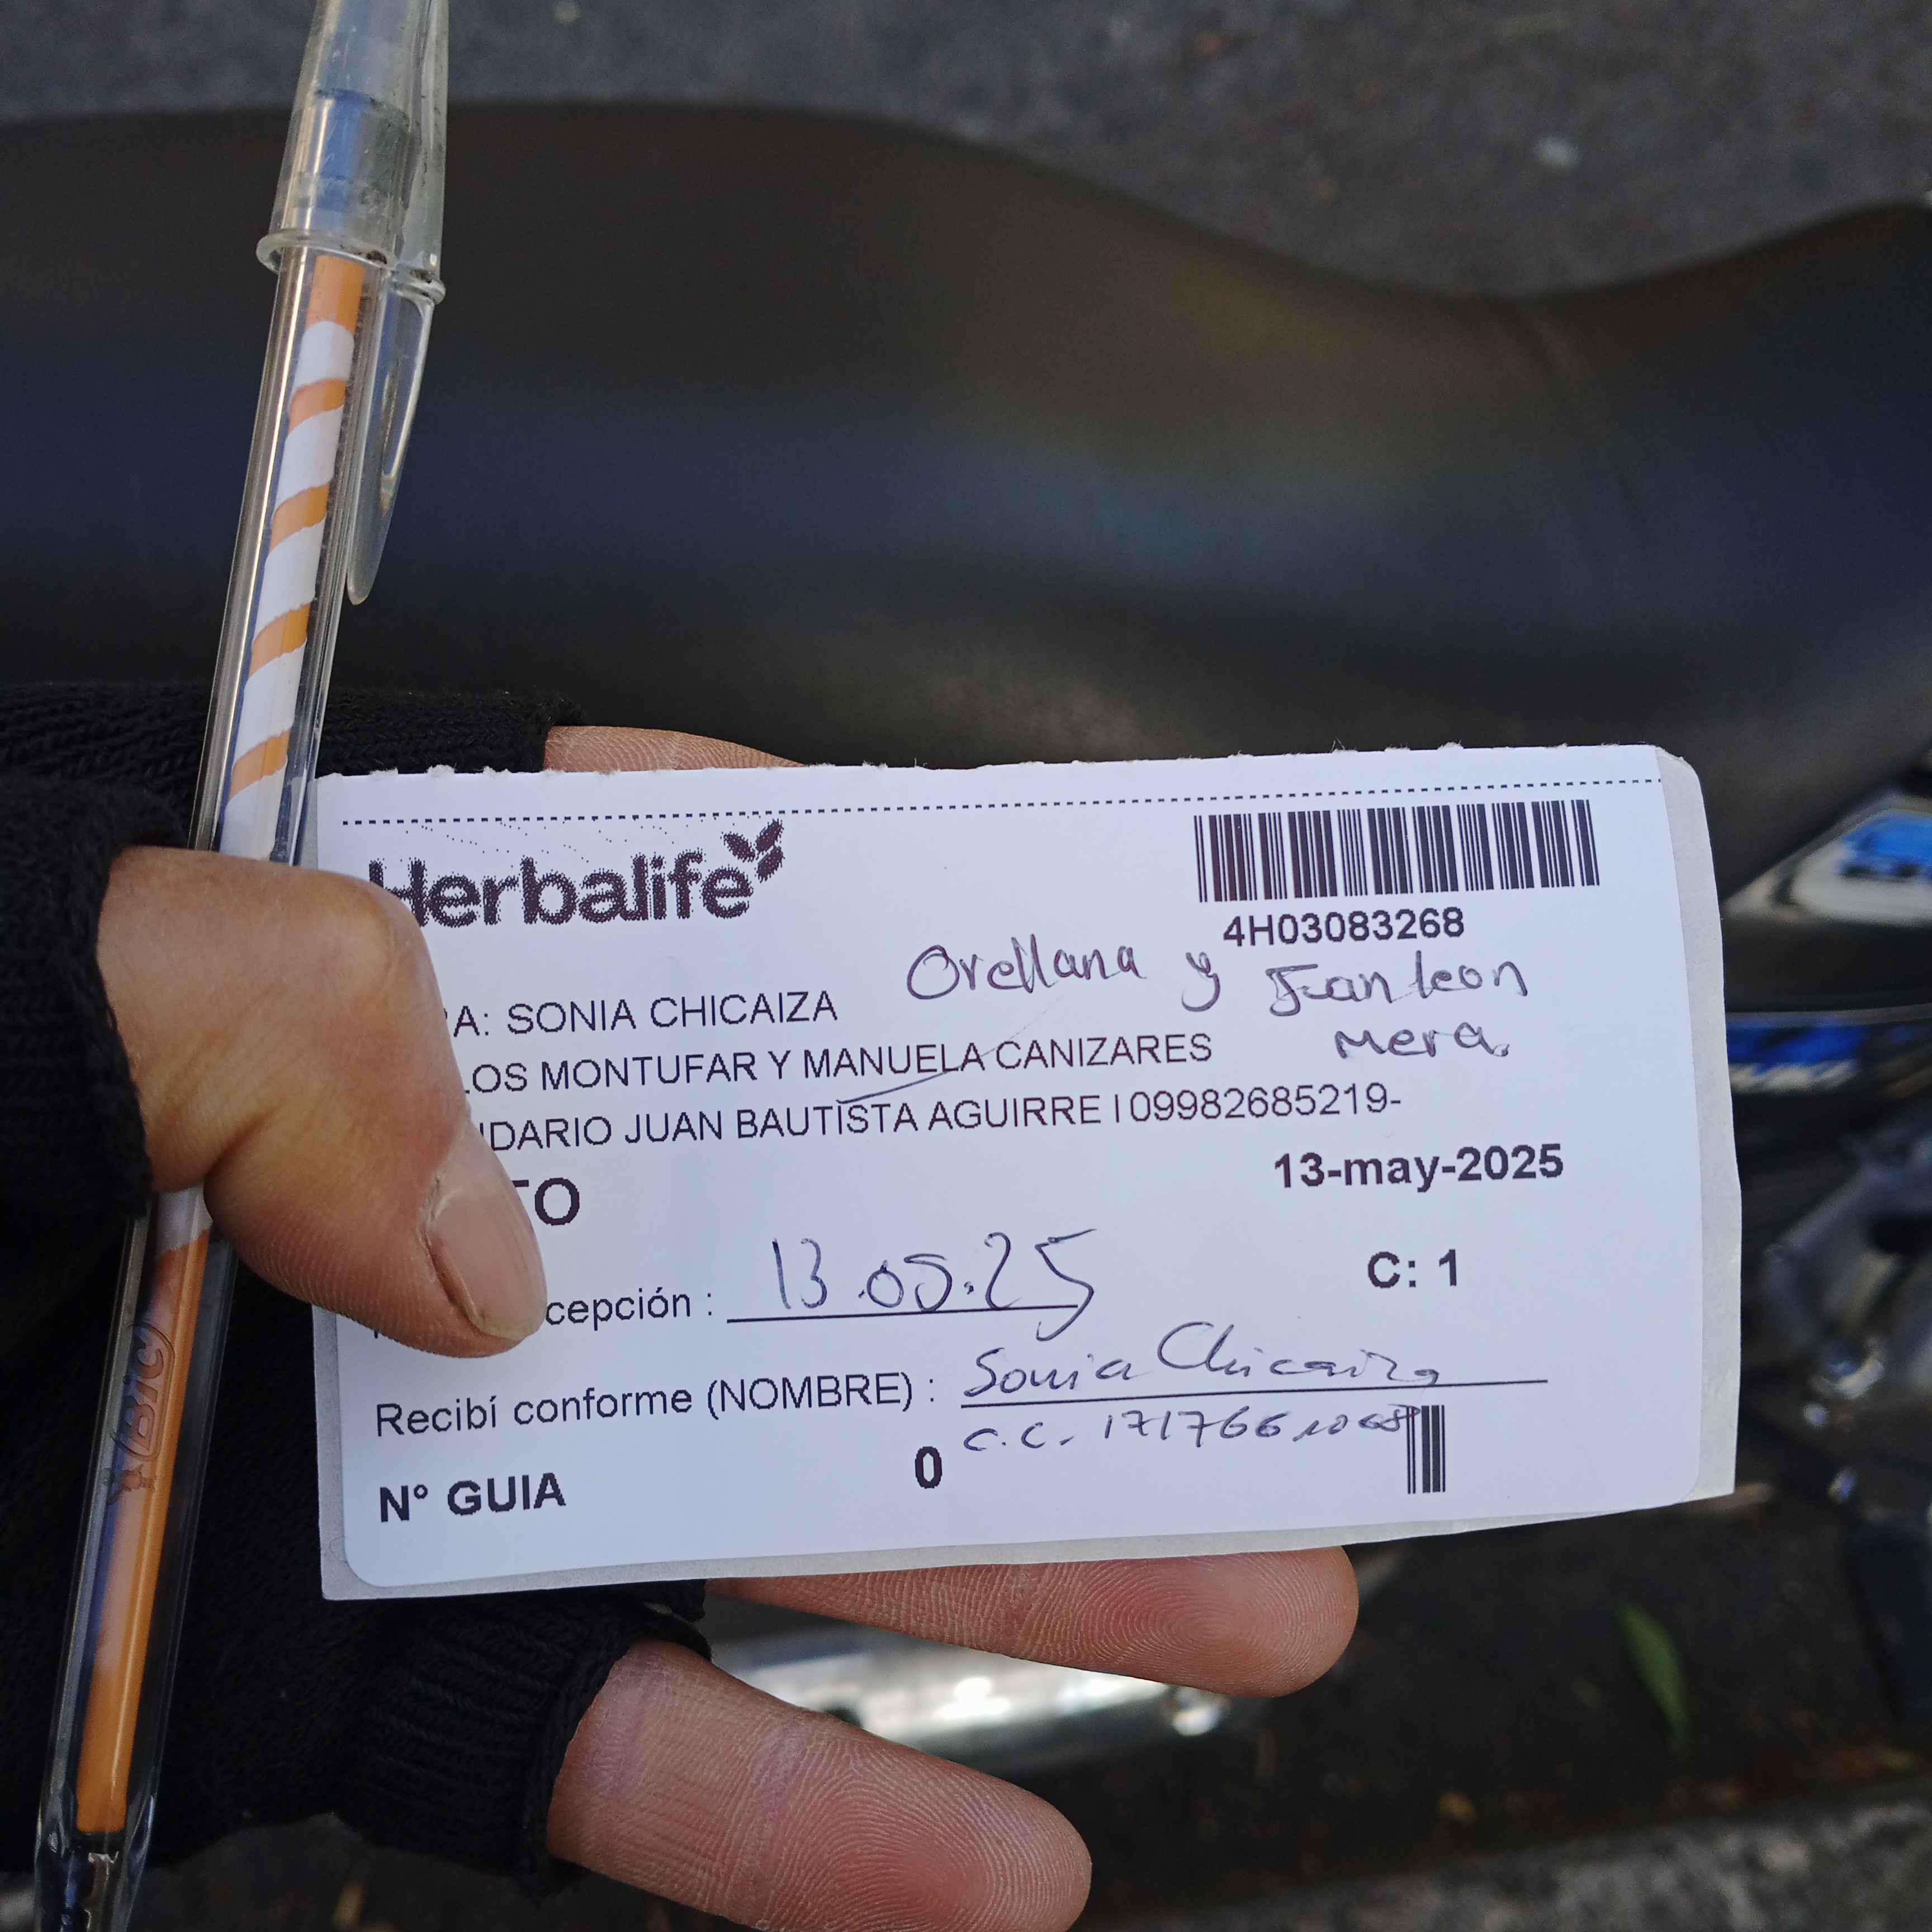 Herbalife
4H03083268
Orellana y Juan leon
mera.
A: SONIA CHICAIZA
LOS MONTUFAR Y MANUELA CANIZARES
IDARIO JUAN BAUTISTA AGUIRRE I 09982685219-
TO
13-may-2025
cepción : 13.05.25
C: 1
Recibí conforme (NOMBRE) : Sonia Chicaiza
C.C.
N° GUIA 0
BIC